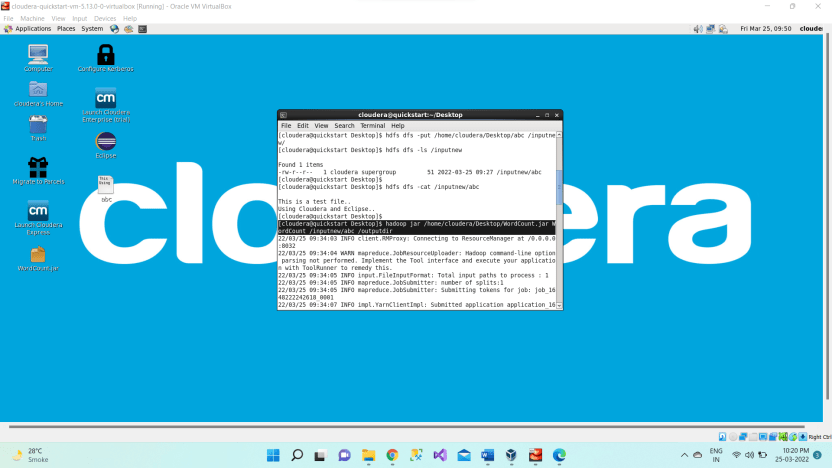 cloudera-quickstart-vm-5.13.0-0-virtualbox [Running] - Oracle VM VirtualBox
File Machine View Input Devices Help
Applications Places System
Fri Mar 25, 09:50 cloude
Computer
Configure Kerberos
cloudera's Home
Launch Cloudera
Enterprise (trial)
Trash
Eclipse
Migrate to Parcels
This
Using
abc
Launch Cloudera
Express
WordCount.jar
cloudera
cloudera@quickstart:~/Desktop
File Edit View Search Terminal Help
[cloudera@quickstart Desktop]$ hdfs dfs -put /home/cloudera/Desktop/abc /inputne
w/
[cloudera@quickstart Desktop]$ hdfs dfs -ls /inputnew
Found 1 items
-rw-r--r-- 1 cloudera supergroup 51 2022-03-25 09:27 /inputnew/abc
[cloudera@quickstart Desktop]$
[cloudera@quickstart Desktop]$ hdfs dfs -cat /inputnew/abc
This is a test file..
Using Cloudera and Eclipse..
[cloudera@quickstart Desktop]$
[cloudera@quickstart Desktop]$ hadoop jar /home/cloudera/Desktop/WordCount.jar W
ordCount /inputnew/abc /outputdir
22/03/25 09:34:03 INFO client.RMProxy: Connecting to ResourceManager at /0.0.0.0
:8032
22/03/25 09:34:04 WARN mapreduce.JobResourceUploader: Hadoop command-line option
parsing not performed. Implement the Tool interface and execute your applicatio
n with ToolRunner to remedy this.
22/03/25 09:34:05 INFO input.FileInputFormat: Total input paths to process : 1
22/03/25 09:34:05 INFO mapreduce.JobSubmitter: number of splits:1
22/03/25 09:34:05 INFO mapreduce.JobSubmitter: Submitting tokens for job: job_16
48222242618_0001
22/03/25 09:34:07 INFO impl.YarnClientImpl: Submitted application application_16
Right Ctrl
28°C
Smoke
ENG
IN
10:20 PM
25-03-2022
3